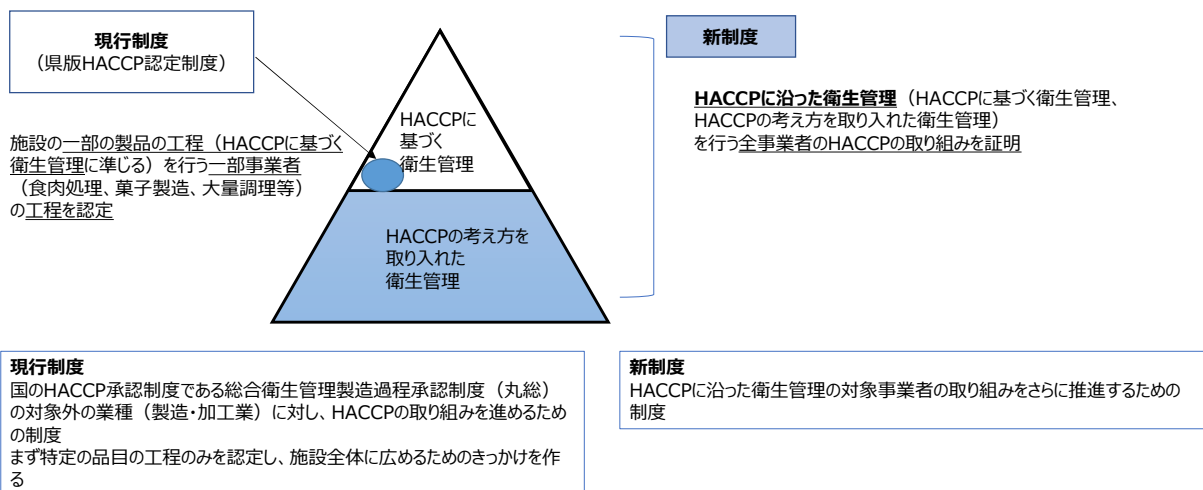 現行制度
（県版HACCP認定制度）
施設の一部の製品の工程（HACCPに基づく
衛生管理に準じる）を行う一部事業者
（食肉処理、菓子製造、大量調理等）
の工程を認定
HACCPに
基づく
衛生管理
HACCPの考え方を
取り入れた
衛生管理
新制度
HACCPに沿った衛生管理（HACCPに基づく衛生管理、
HACCPの考え方を取り入れた衛生管理）
を行う全事業者のHACCPの取り組みを証明
現行制度
国のHACCP承認制度である総合衛生管理製造過程承認制度（丸総）
の対象外の業種（製造・加工業）に対し、HACCPの取り組みを進めるため
の制度
まず特定の品目の工程のみを認定し、施設全体に広めるためのきっかけを作
る
新制度
HACCPに沿った衛生管理の対象事業者の取り組みをさらに推進するための
制度